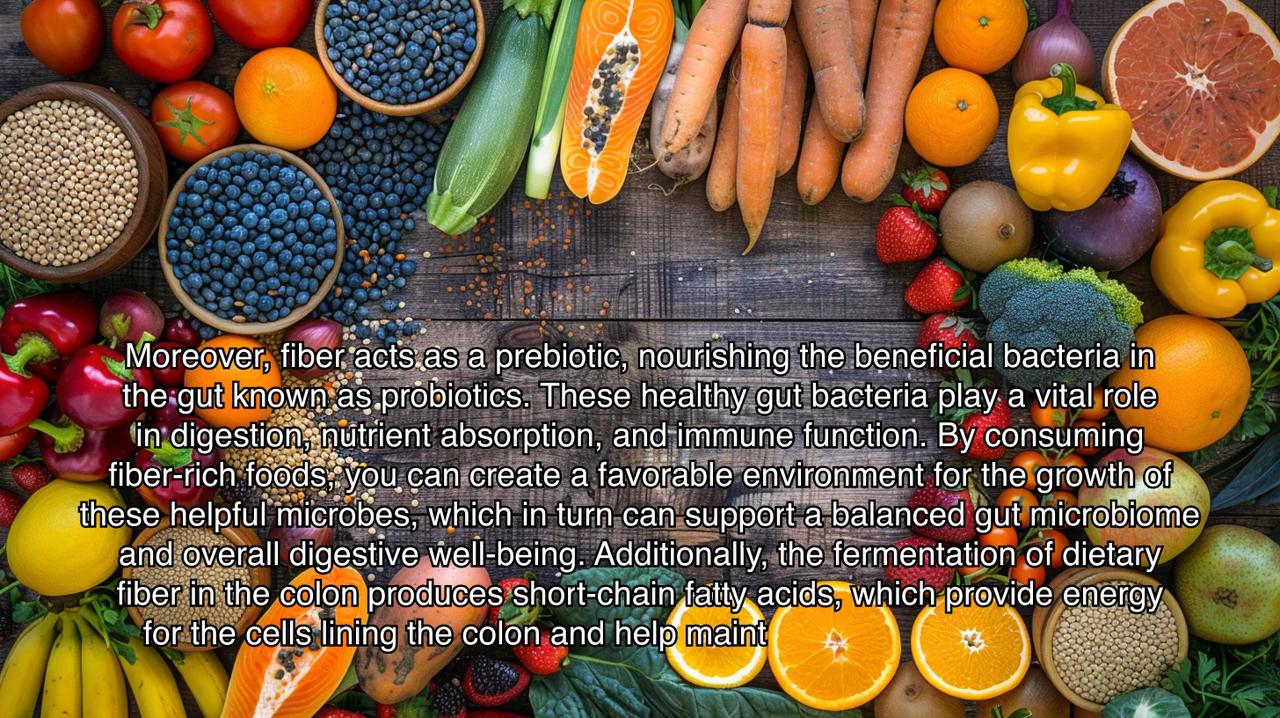 Moreover, fiber acts as a prebiotic, nourishing the beneficial bacteria in
the gut known as probiotics. These healthy gut bacteria play a vital role
in digestion, nutrient absorption, and immune function. By consuming
fiber-rich foods, you can create a favorable environment for the growth of
these helpful microbes, which in turn can support a balanced gut microbiome
and overall digestive well-being. Additionally, the fermentation of dietary
fiber in the colon produces short-chain fatty acids, which provide energy
for the cells lining the colon and help maint